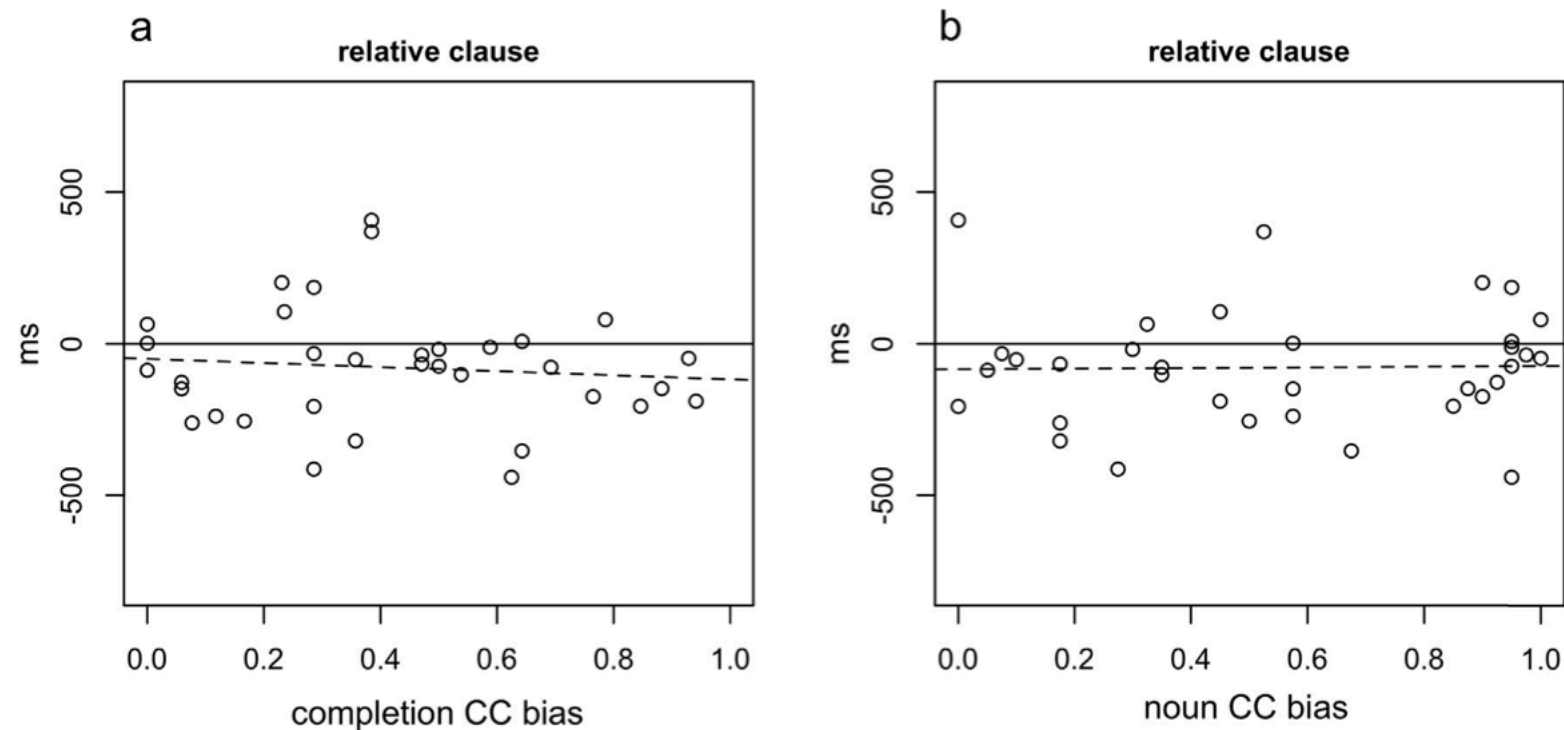 a
relative clause
500
0
-500
ms
0.0 0.2 0.4 0.6 0.8 1.0
completion CC bias
b
relative clause
500
0
-500
ms
0.0 0.2 0.4 0.6 0.8 1.0
noun CC bias